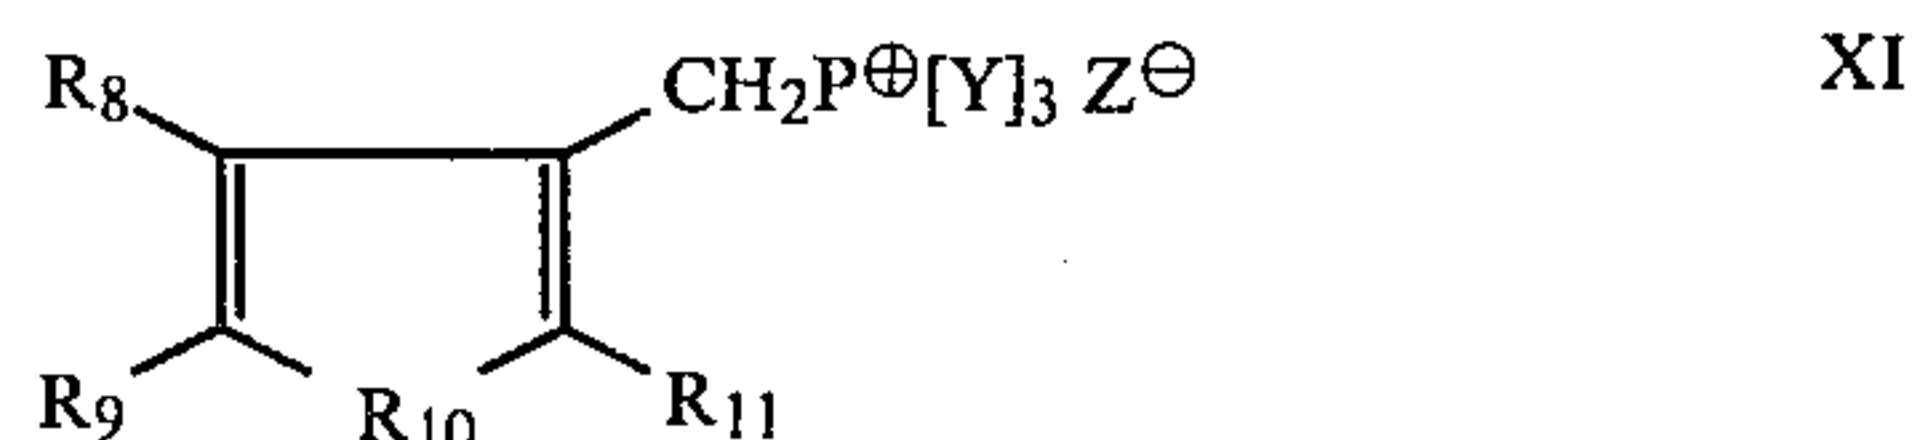 R₈ CH₂P⊕[Y]₃ Z⊖ XI
R₉ R₁₀ R₁₁